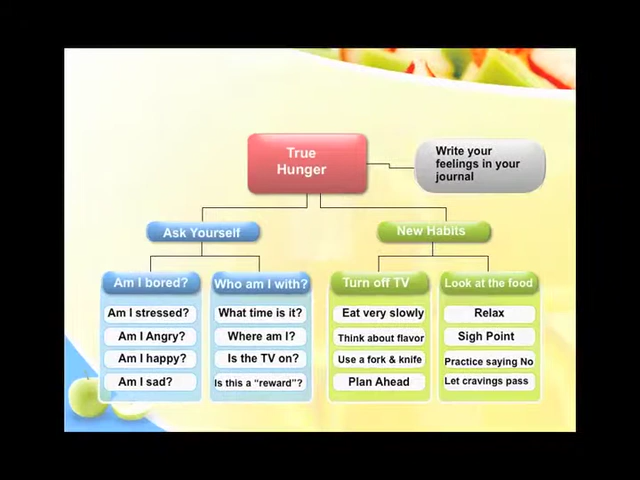 True
Hunger
Write your
feelings in your
journal
Ask Yourself
New Habits
Am I bored?
Who am I with?
Turn off TV
Look at the food
Am I stressed?
What time is it?
Eat very slowly
Relax
Am I Angry?
Where am I?
Think about flavor
Sigh Point
Am I happy?
Is the TV on?
Use a fork & knife
Practice saying No
Am I sad?
Is this a “reward”?
Plan Ahead
Let cravings pass